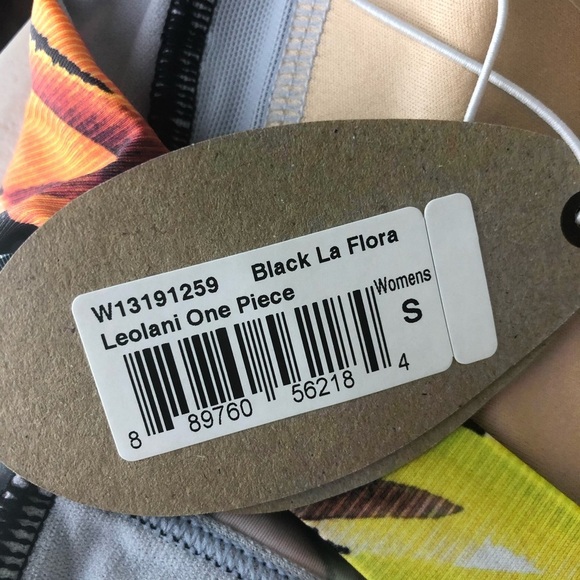 W13191259 Black La Flora
Leolani One Piece
Womens
S
8 89760 56218 4